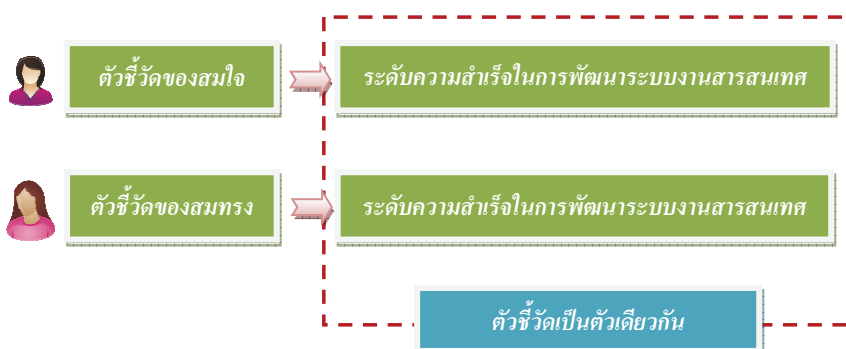 ตัวชี้วัดของสมใจ
ระดับความสำเร็จในการพัฒนาระบบงานสารสนเทศ
ตัวชี้วัดของสมทรง
ระดับความสำเร็จในการพัฒนาระบบงานสารสนเทศ
ตัวชี้วัดเป็นตัวเดียวกัน